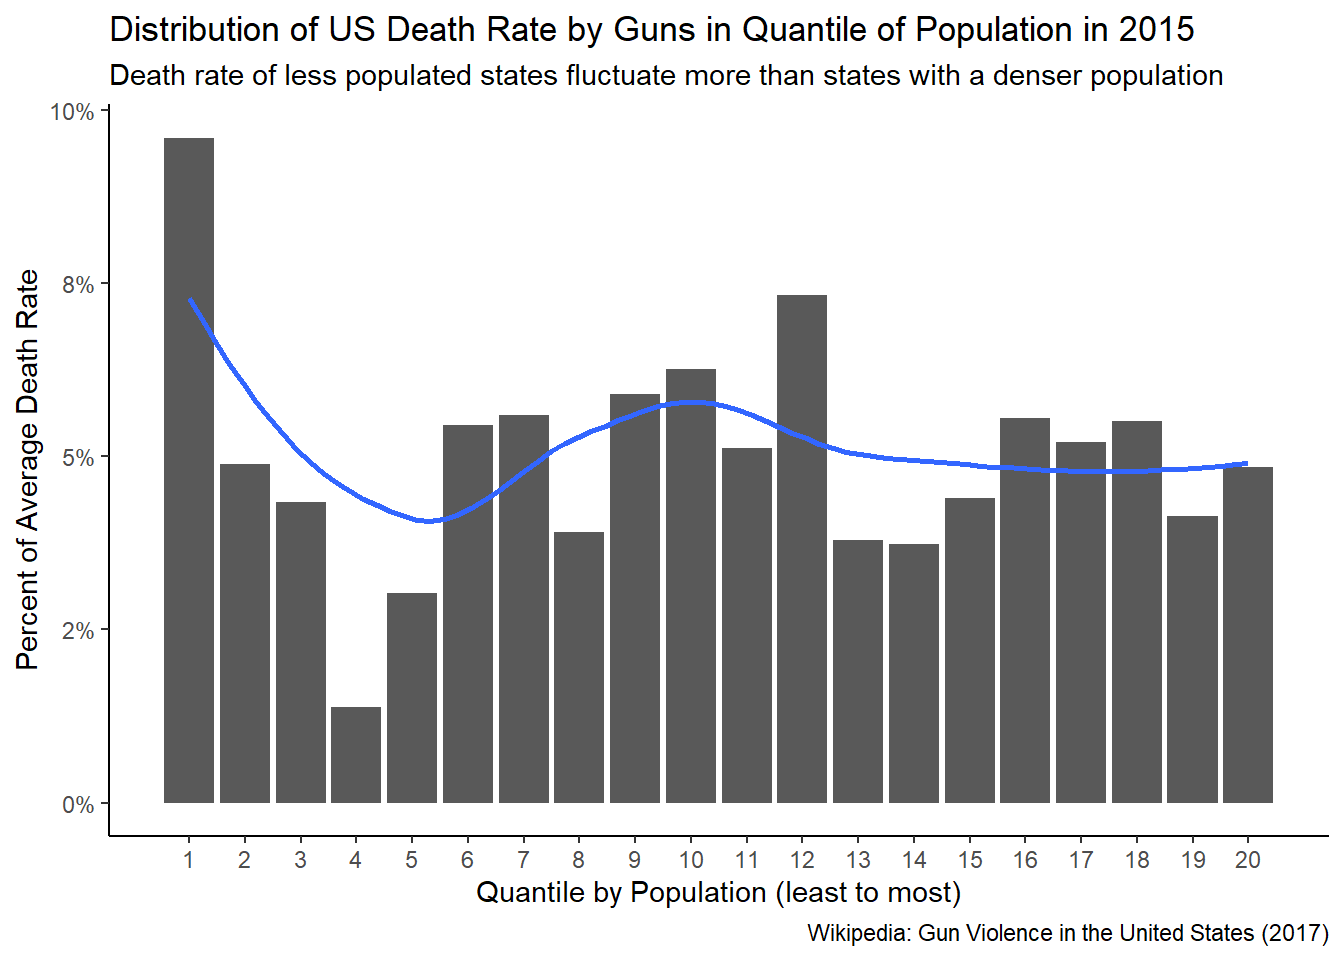 Distribution of US Death Rate by Guns in Quantile of Population in 2015
Death rate of less populated states fluctuate more than states with a denser population
10%
8%
5%
2%
0%
Percent of Average Death Rate
1 2 3 4 5 6 7 8 9 10 11 12 13 14 15 16 17 18 19 20
Quantile by Population (least to most)
Wikipedia: Gun Violence in the United States (2017)